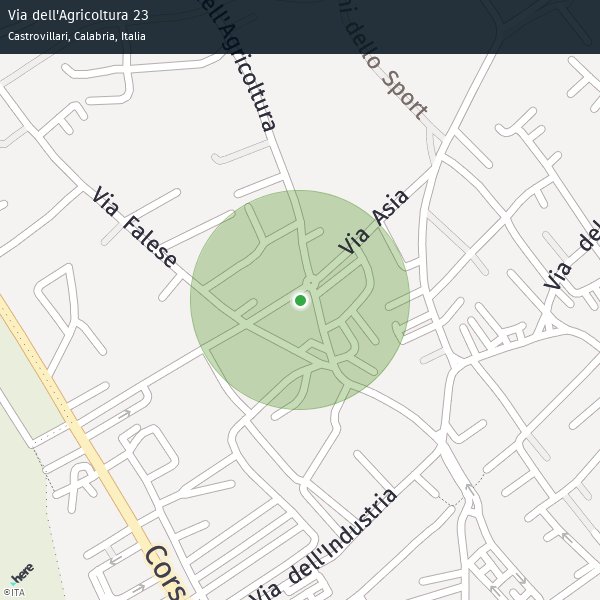 Via dell'Agricoltura 23
Castrovillari, Calabria, Italia
dell'Agricoltura
dello Sport
Via Asia
Via Falese
Via
Via dell'Industria
Cors
here
©ITA